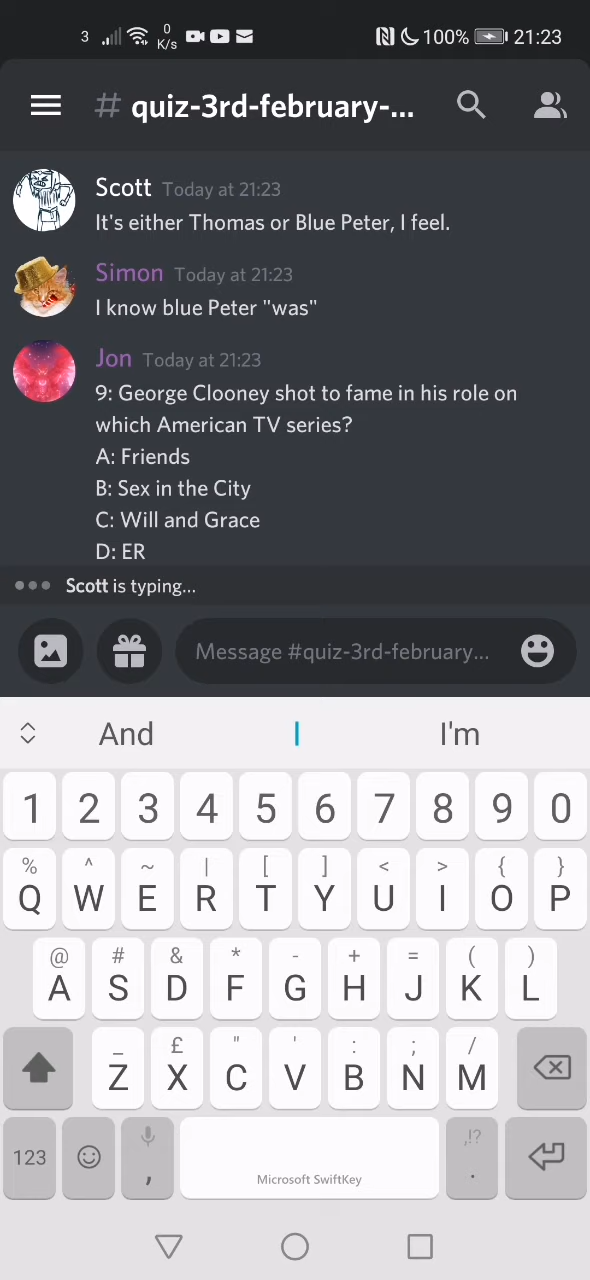 3 0 K/s 100% 21:23
# quiz-3rd-february-...
Scott Today at 21:23
It's either Thomas or Blue Peter, I feel.
Simon Today at 21:23
I know blue Peter "was"
Jon Today at 21:23
9: George Clooney shot to fame in his role on
which American TV series?
A: Friends
B: Sex in the City
C: Will and Grace
D: ER
Scott is typing...
Message #quiz-3rd-february...
And I I'm
1 2 3 4 5 6 7 8 9 0
% ^ ~ | [ ] < > { }
Q W E R T Y U I O P
@ # & * - + = ( )
A S D F G H J K L
_ £ " ' : ; /
Z X C V B N M
,!?
123 , .
Microsoft SwiftKey